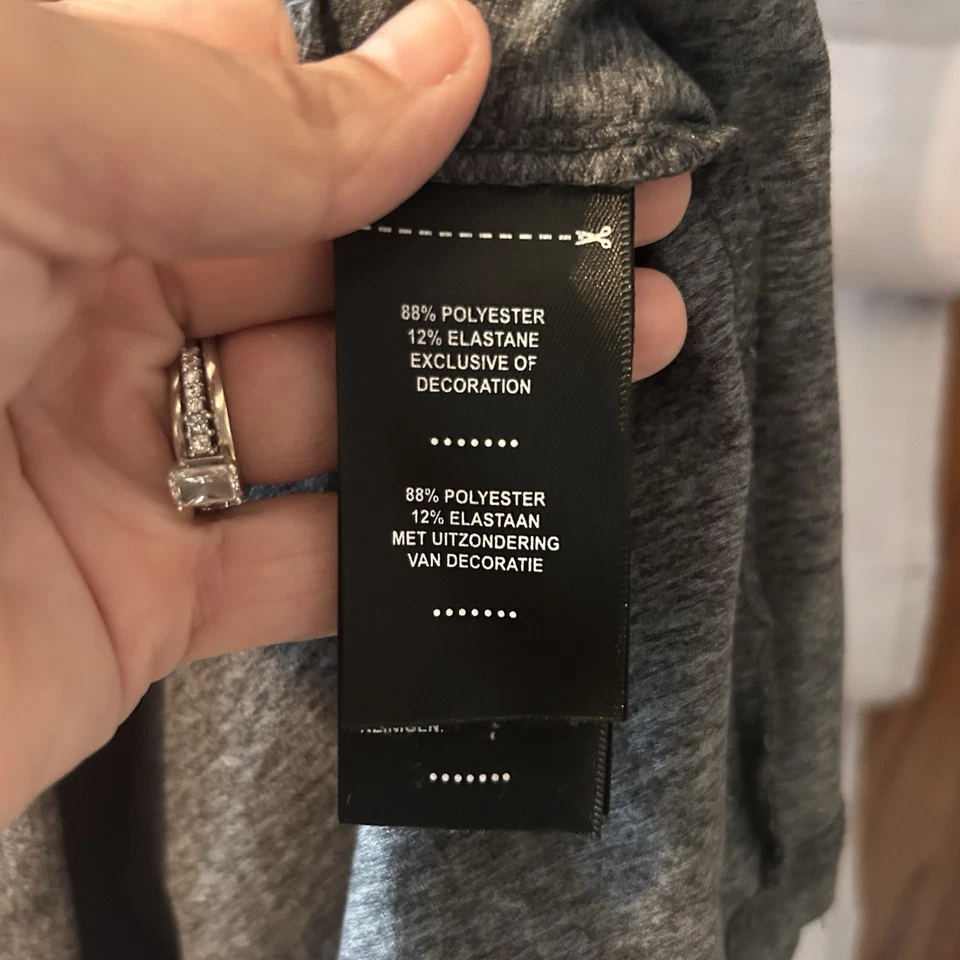 88% POLYESTER
12% ELASTANE
EXCLUSIVE OF
DECORATION
88% POLYESTER
12% ELASTAAN
MET UITZONDERING
VAN DECORATIE